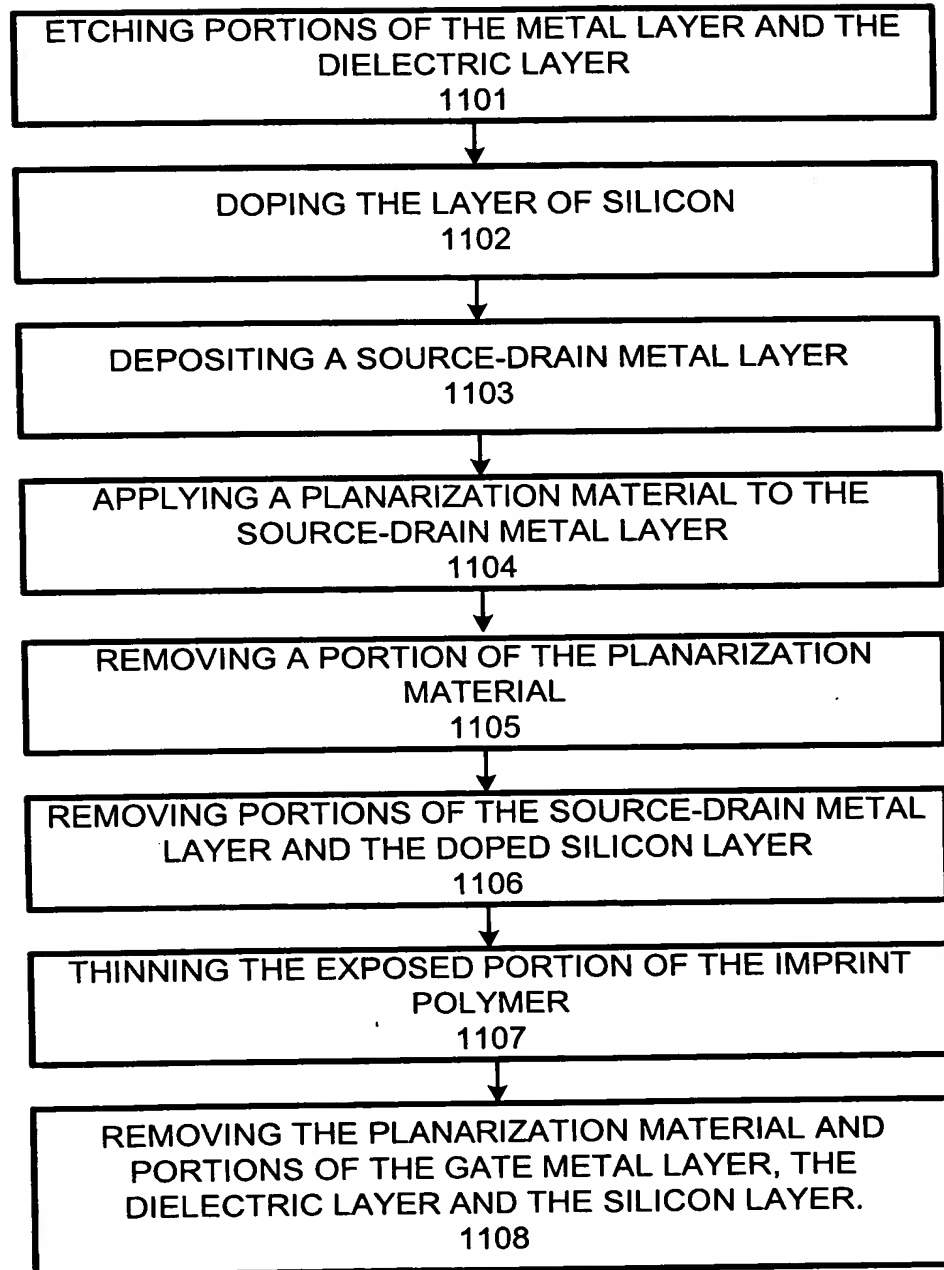 ETCHING PORTIONS OF THE METAL LAYER AND THE
DIELECTRIC LAYER
1101
DOPING THE LAYER OF SILICON
1102
DEPOSITING A SOURCE-DRAIN METAL LAYER
1103
APPLYING A PLANARIZATION MATERIAL TO THE
SOURCE-DRAIN METAL LAYER
1104
REMOVING A PORTION OF THE PLANARIZATION
MATERIAL
1105
REMOVING PORTIONS OF THE SOURCE-DRAIN METAL
LAYER AND THE DOPED SILICON LAYER
1106
THINNING THE EXPOSED PORTION OF THE IMPRINT
POLYMER
1107
REMOVING THE PLANARIZATION MATERIAL AND
PORTIONS OF THE GATE METAL LAYER, THE
DIELECTRIC LAYER AND THE SILICON LAYER.
1108